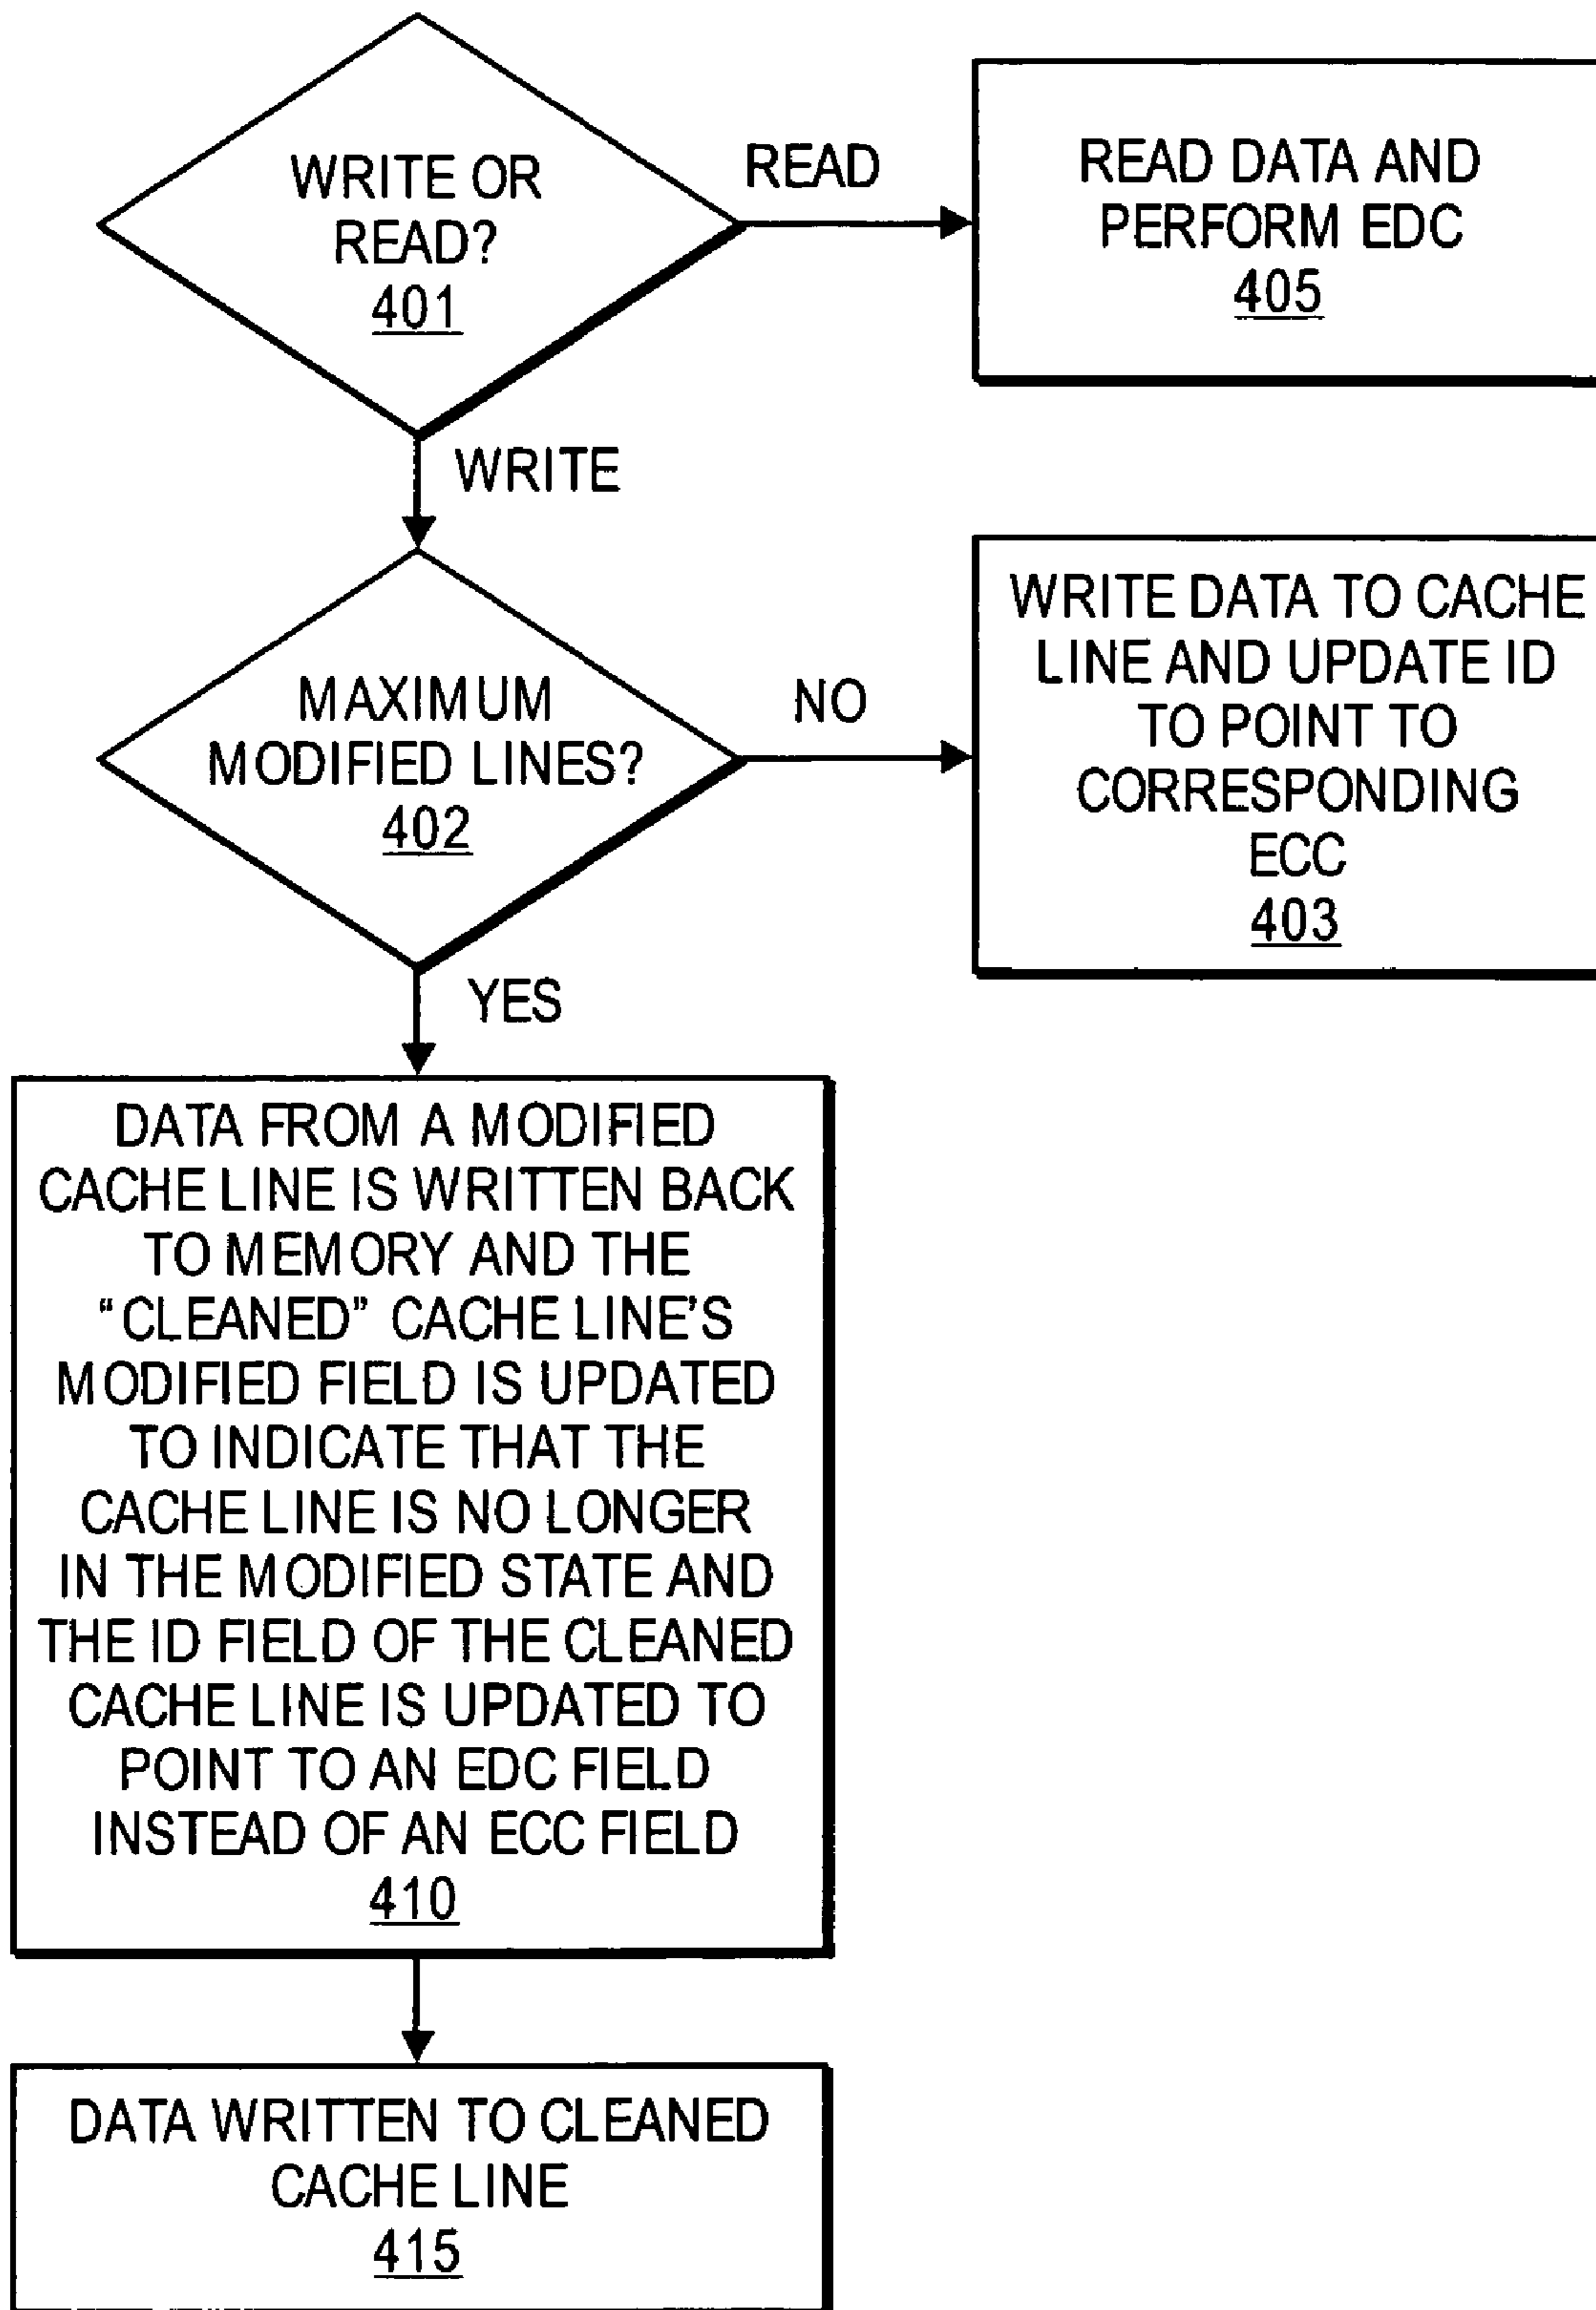 WRITE OR
READ?
401
READ
READ DATA AND
PERFORM EDC
405
WRITE
MAXIMUM
MODIFIED LINES?
402
NO
WRITE DATA TO CACHE
LINE AND UPDATE ID
TO POINT TO
CORRESPONDING
ECC
403
YES
DATA FROM A MODIFIED
CACHE LINE IS WRITTEN BACK
TO MEMORY AND THE
“CLEANED” CACHE LINE’S
MODIFIED FIELD IS UPDATED
TO INDICATE THAT THE
CACHE LINE IS NO LONGER
IN THE MODIFIED STATE AND
THE ID FIELD OF THE CLEANED
CACHE LINE IS UPDATED TO
POINT TO AN EDC FIELD
INSTEAD OF AN ECC FIELD
410
DATA WRITTEN TO CLEANED
CACHE LINE
415